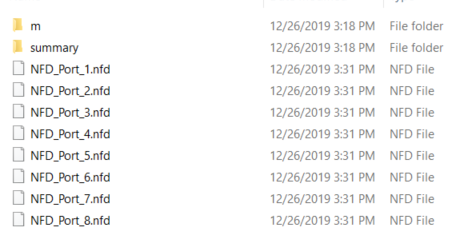 m 12/26/2019 3:18 PM File folder
summary 12/26/2019 3:18 PM File folder
NFD_Port_1.nfd 12/26/2019 3:31 PM NFD File
NFD_Port_2.nfd 12/26/2019 3:31 PM NFD File
NFD_Port_3.nfd 12/26/2019 3:31 PM NFD File
NFD_Port_4.nfd 12/26/2019 3:31 PM NFD File
NFD_Port_5.nfd 12/26/2019 3:31 PM NFD File
NFD_Port_6.nfd 12/26/2019 3:31 PM NFD File
NFD_Port_7.nfd 12/26/2019 3:31 PM NFD File
NFD_Port_8.nfd 12/26/2019 3:31 PM NFD File